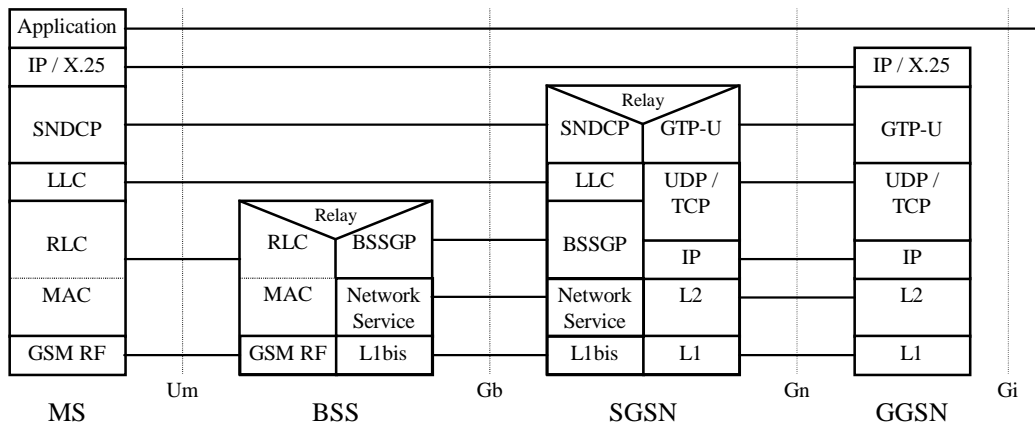 Application
IP / X.25
SNDCP
LLC
RLC
MAC
GSM RF
Relay
RLC
BSSGP
MAC
Network
Service
GSM RF
L1bis
Relay
SNDCP
GTP-U
LLC
UDP /
TCP
BSSGP
IP
Network
Service
L2
L1bis
L1
IP / X.25
GTP-U
UDP /
TCP
IP
L2
L1
Um
Gb
Gn
Gi
MS
BSS
SGSN
GGSN